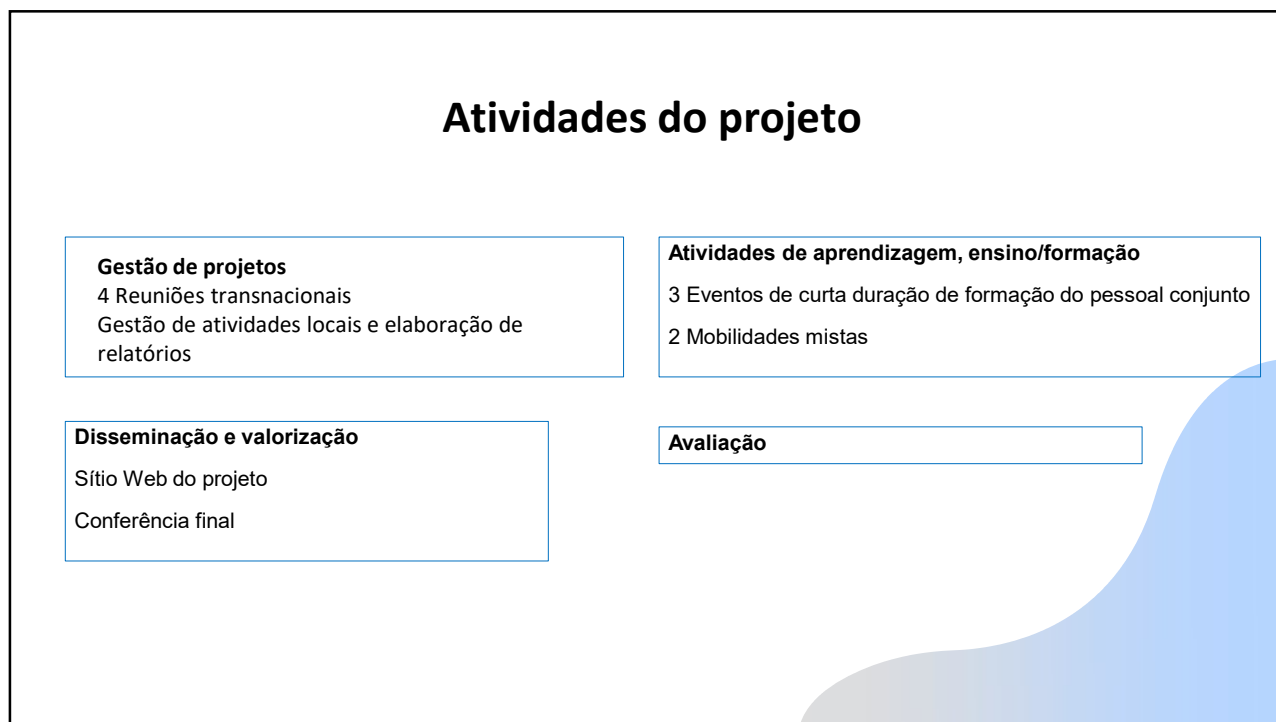 Atividades do projeto
Gestão de projetos
4 Reuniões transnacionais
Gestão de atividades locais e elaboração de
relatórios
Atividades de aprendizagem, ensino/formação
3 Eventos de curta duração de formação do pessoal conjunto
2 Mobilidades mistas
Disseminação e valorização
Sítio Web do projeto
Conferência final
Avaliação